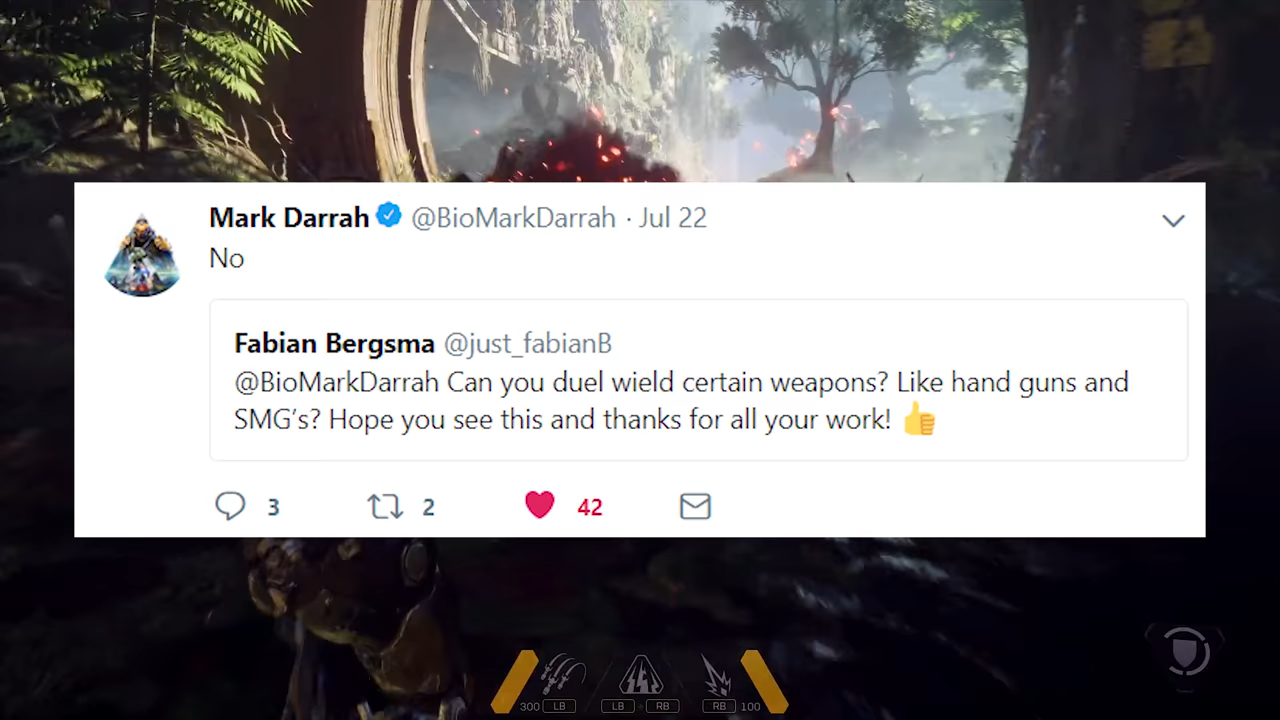 Mark Darrah @BioMarkDarrah · Jul 22
No
Fabian Bergsma @just_fabianB
@BioMarkDarrah Can you duel wield certain weapons? Like hand guns and
SMG's? Hope you see this and thanks for all your work! 👍
3 2 42
300 LB LB RB RB 100